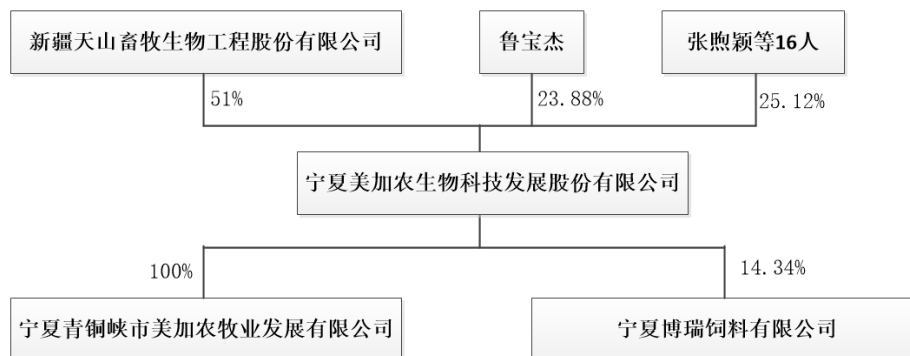 新疆天山畜牧生物工程股份有限公司
鲁宝杰
张煦颖等16人
51%
23.88%
25.12%
宁夏美加农生物科技发展股份有限公司
100%
14.34%
宁夏青铜峡市美加农牧业发展有限公司
宁夏博瑞饲料有限公司